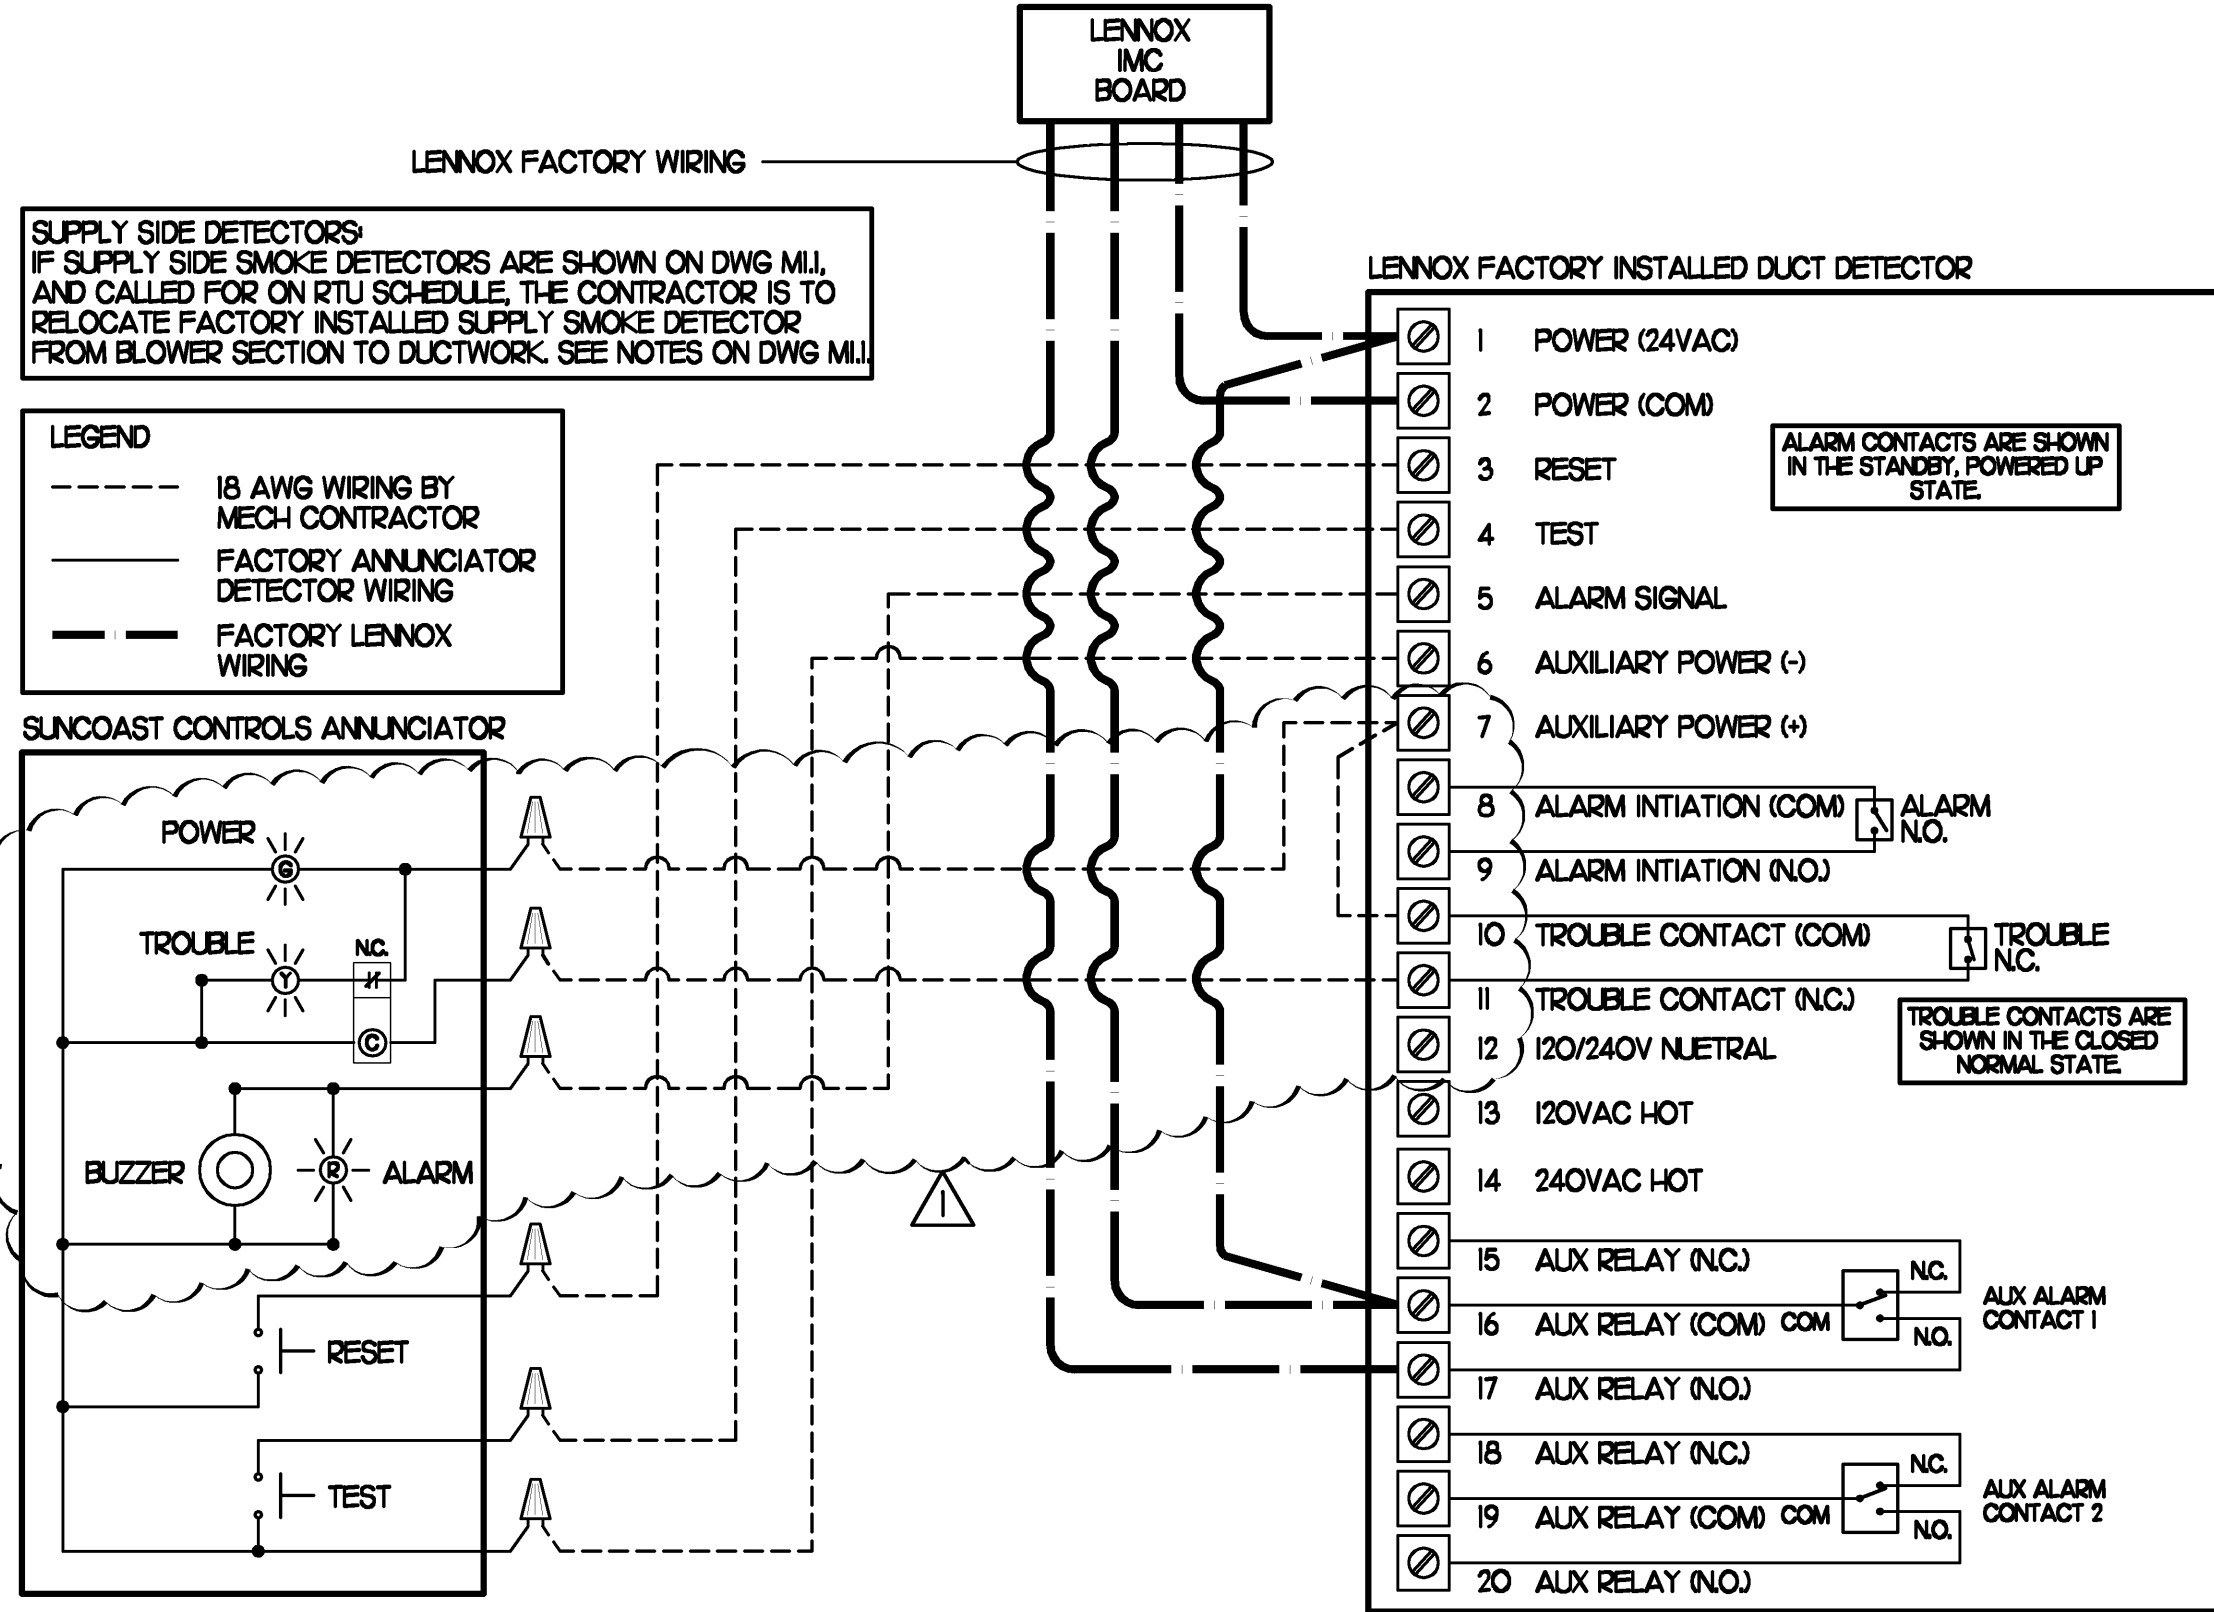 LENNOX
IMC
BOARD
LENNOX FACTORY WIRING
SUPPLY SIDE DETECTORS:
IF SUPPLY SIDE SMOKE DETECTORS ARE SHOWN ON DWG M1.1,
AND CALLED FOR ON RTU SCHEDULE, THE CONTRACTOR IS TO
RELOCATE FACTORY INSTALLED SUPPLY SMOKE DETECTOR
FROM BLOWER SECTION TO DUCTWORK. SEE NOTES ON DWG M1.1.
LEGEND
18 AWG WIRING BY
MECH CONTRACTOR
FACTORY ANNUNCIATOR
DETECTOR WIRING
FACTORY LENNOX
WIRING
SUNCOAST CONTROLS ANNUNCIATOR
POWER
G
TROUBLE
N.C.
Y
C
BUZZER
R
ALARM
RESET
TEST
1
LENNOX FACTORY INSTALLED DUCT DETECTOR
1 POWER (24VAC)
2 POWER (COM)
ALARM CONTACTS ARE SHOWN
IN THE STANDBY, POWERED UP
STATE.
3 RESET
4 TEST
5 ALARM SIGNAL
6 AUXILIARY POWER (-)
7 AUXILIARY POWER (+)
8 ALARM INTIATION (COM)
ALARM
N.O.
9 ALARM INTIATION (N.O.)
10 TROUBLE CONTACT (COM)
TROUBLE
N.C.
11 TROUBLE CONTACT (N.C.)
TROUBLE CONTACTS ARE
SHOWN IN THE CLOSED
NORMAL STATE.
12 120/240V NUETRAL
13 120VAC HOT
14 240VAC HOT
15 AUX RELAY (N.C.)
N.C.
16 AUX RELAY (COM) COM
N.O.
AUX ALARM
CONTACT 1
17 AUX RELAY (N.O.)
18 AUX RELAY (N.C.)
N.C.
19 AUX RELAY (COM) COM
N.O.
AUX ALARM
CONTACT 2
20 AUX RELAY (N.O.)